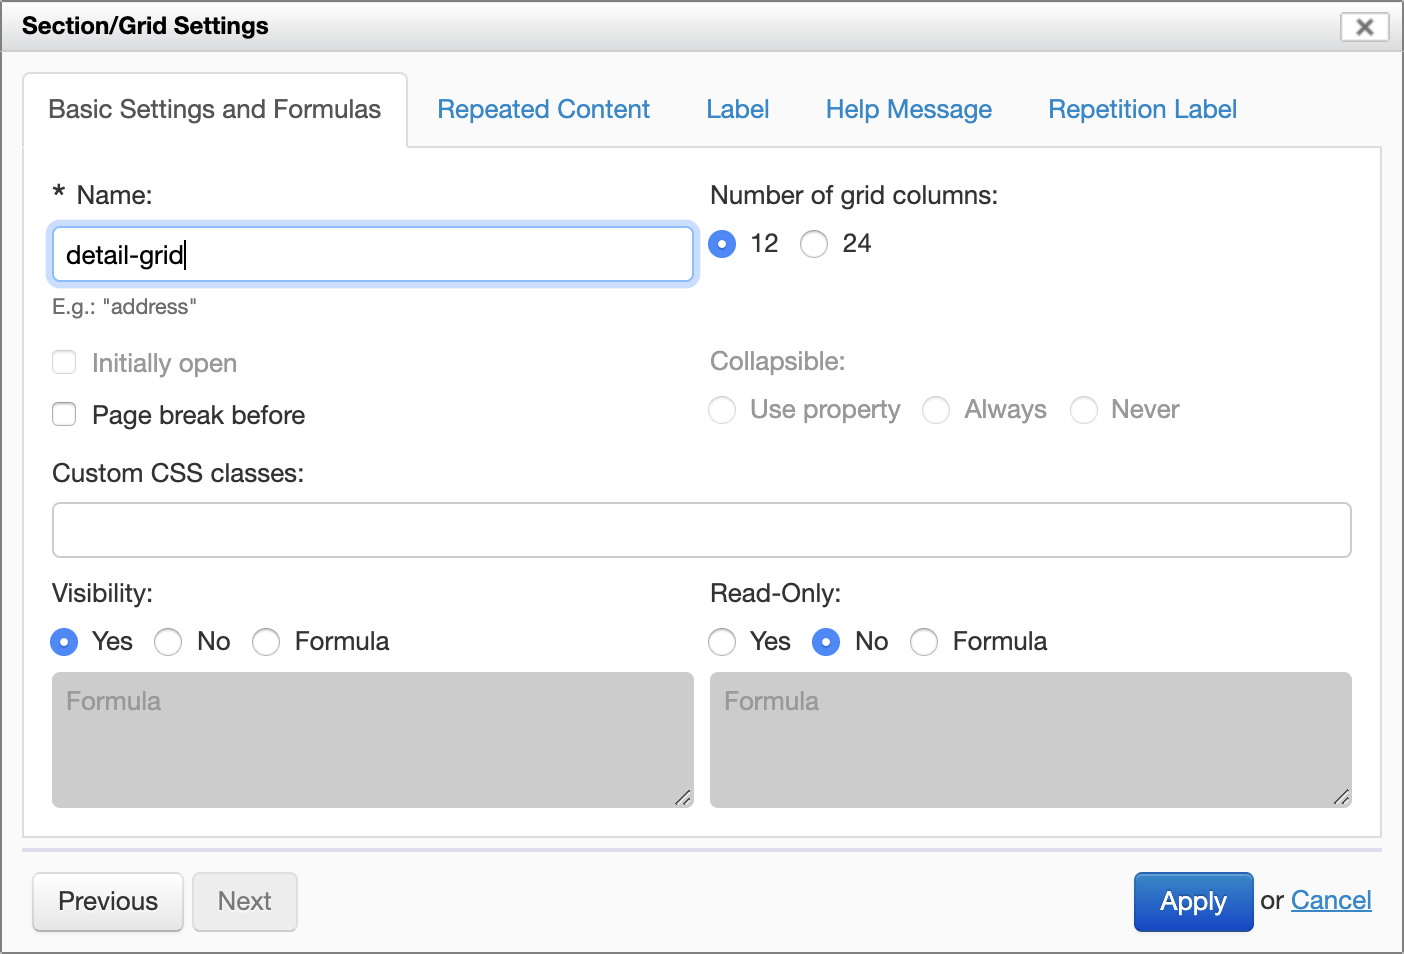 Section/Grid Settings
Basic Settings and Formulas Repeated Content Label Help Message Repetition Label
* Name: Number of grid columns:
detail-grid 12 24
E.g.: "address"
Initially open Collapsible:
Page break before Use property Always Never
Custom CSS classes:
Visibility: Read-Only:
Yes No Formula Yes No Formula
Formula Formula
Previous Next Apply or Cancel